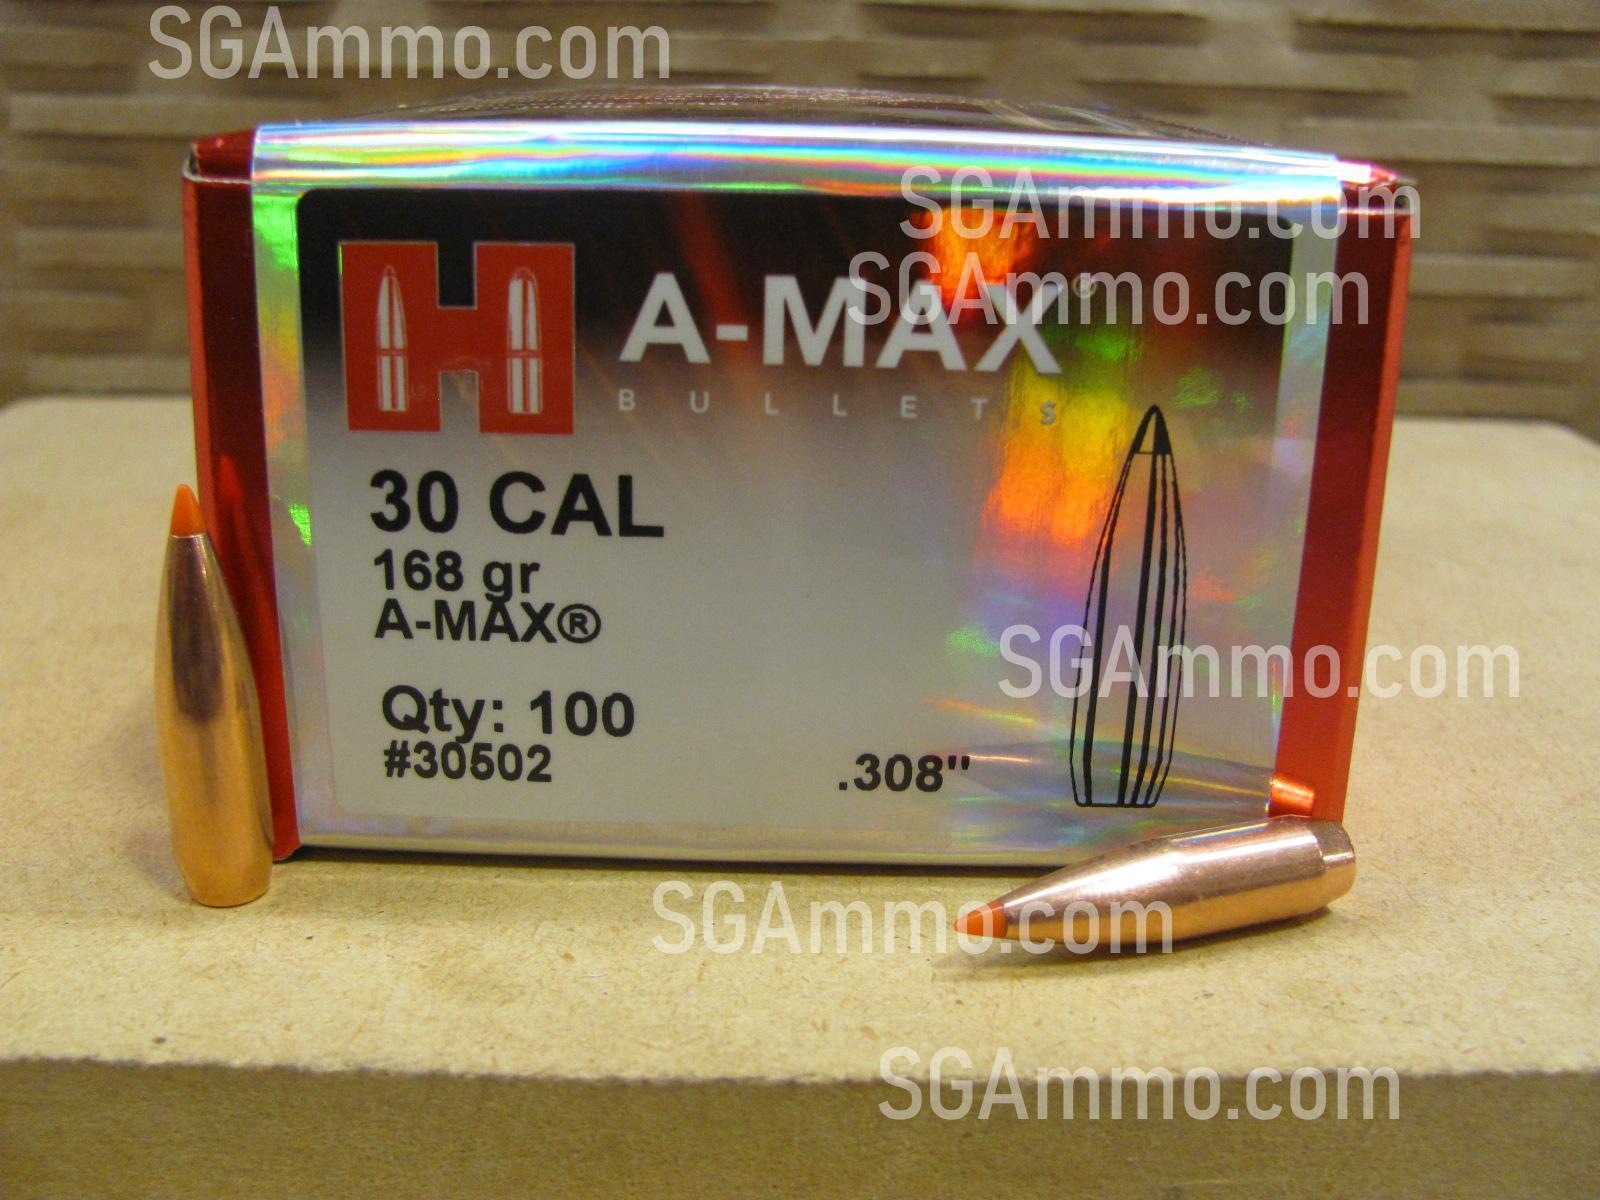 SGAmmo.com
SGAmmo.com
SGAmmo.com
H A-MAX®
BULLETS
30 CAL
168 gr
A-MAX®
SGAmmo.com
Qty: 100
#30502
.308"
SGAmmo.com
SGAmmo.com